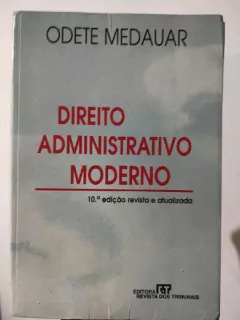 ODETE MEDAUAR
DIREITO
ADMINISTRATIVO
MODERNO
10.ª edição revista e atualizada
EDITORA RT
REVISTA DOS TRIBUNAIS